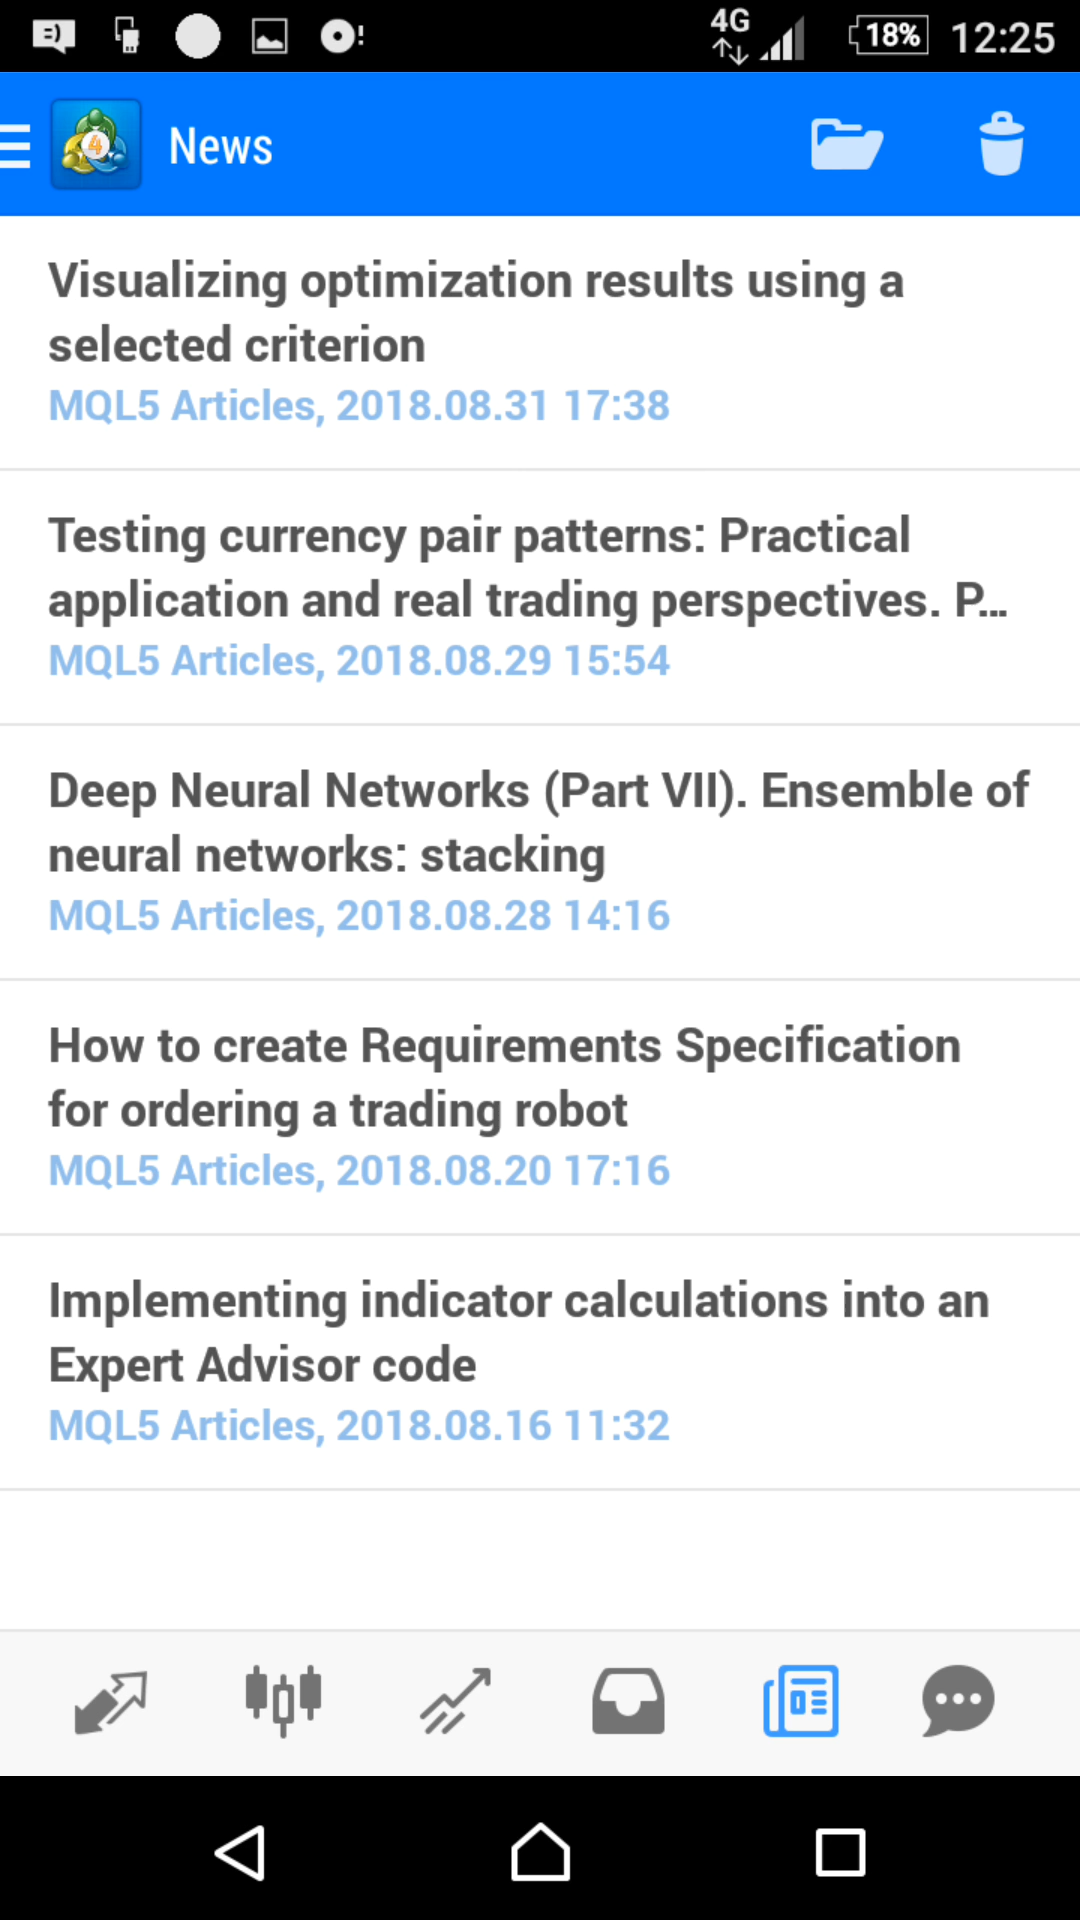 4G 18% 12:25
4 News
Visualizing optimization results using a
selected criterion
MQL5 Articles, 2018.08.31 17:38
Testing currency pair patterns: Practical
application and real trading perspectives. P...
MQL5 Articles, 2018.08.29 15:54
Deep Neural Networks (Part VII). Ensemble of
neural networks: stacking
MQL5 Articles, 2018.08.28 14:16
How to create Requirements Specification
for ordering a trading robot
MQL5 Articles, 2018.08.20 17:16
Implementing indicator calculations into an
Expert Advisor code
MQL5 Articles, 2018.08.16 11:32